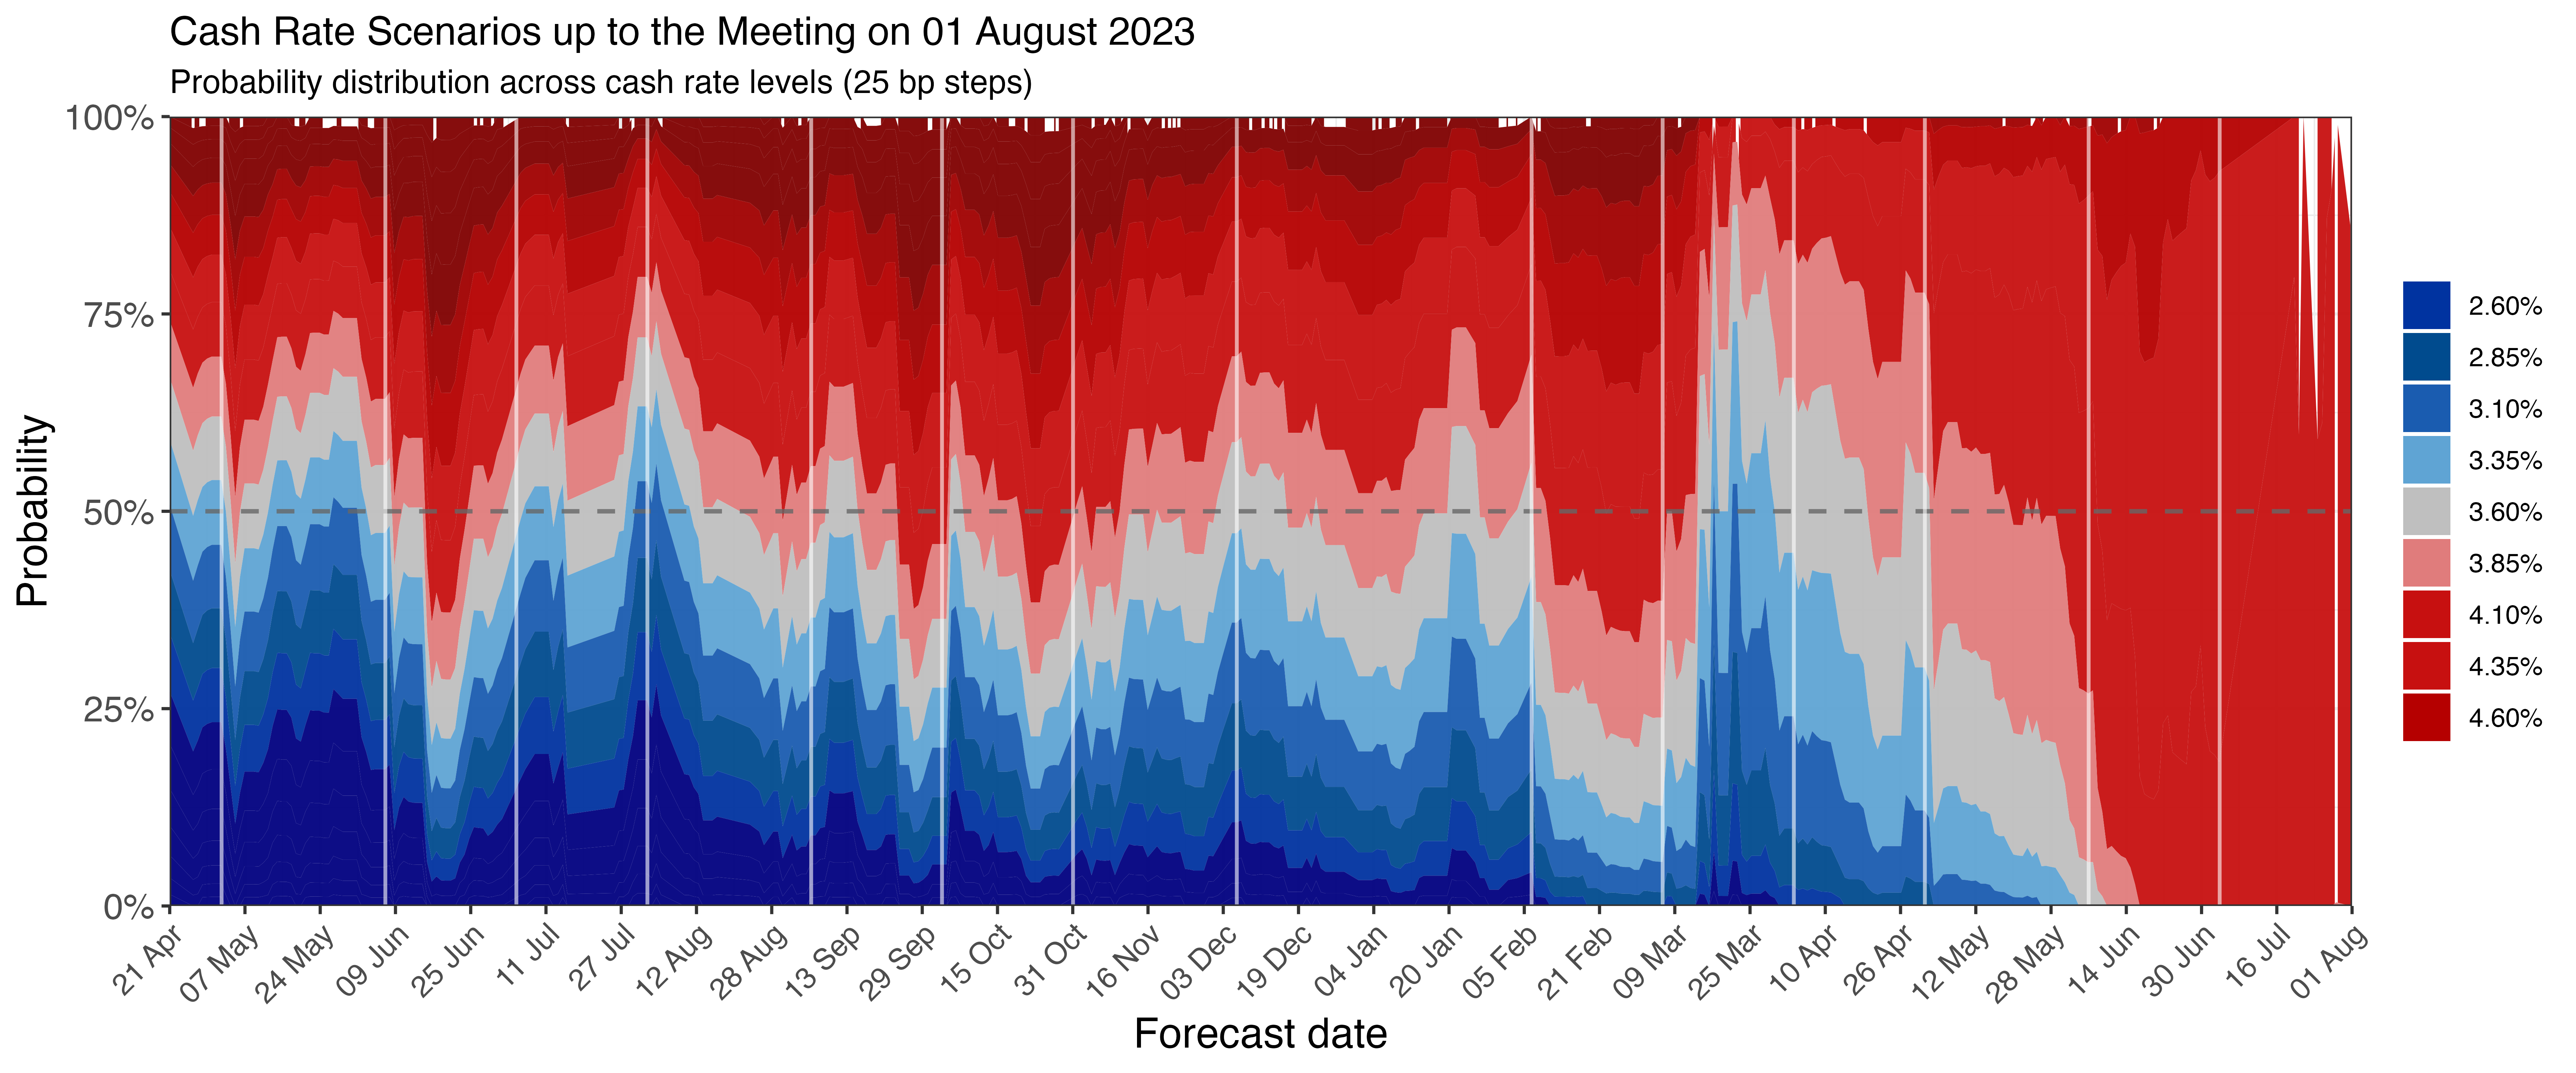 Cash Rate Scenarios up to the Meeting on 01 August 2023
Probability distribution across cash rate levels (25 bp steps)
100%
75%
50%
25%
0%
Probability
21 Apr
07 May
24 May
09 Jun
25 Jun
11 Jul
27 Jul
12 Aug
28 Aug
13 Sep
29 Sep
15 Oct
31 Oct
16 Nov
03 Dec
19 Dec
04 Jan
20 Jan
05 Feb
21 Feb
09 Mar
25 Mar
10 Apr
26 Apr
12 May
28 May
14 Jun
30 Jun
16 Jul
01 Aug
Forecast date
2.60%
2.85%
3.10%
3.35%
3.60%
3.85%
4.10%
4.35%
4.60%